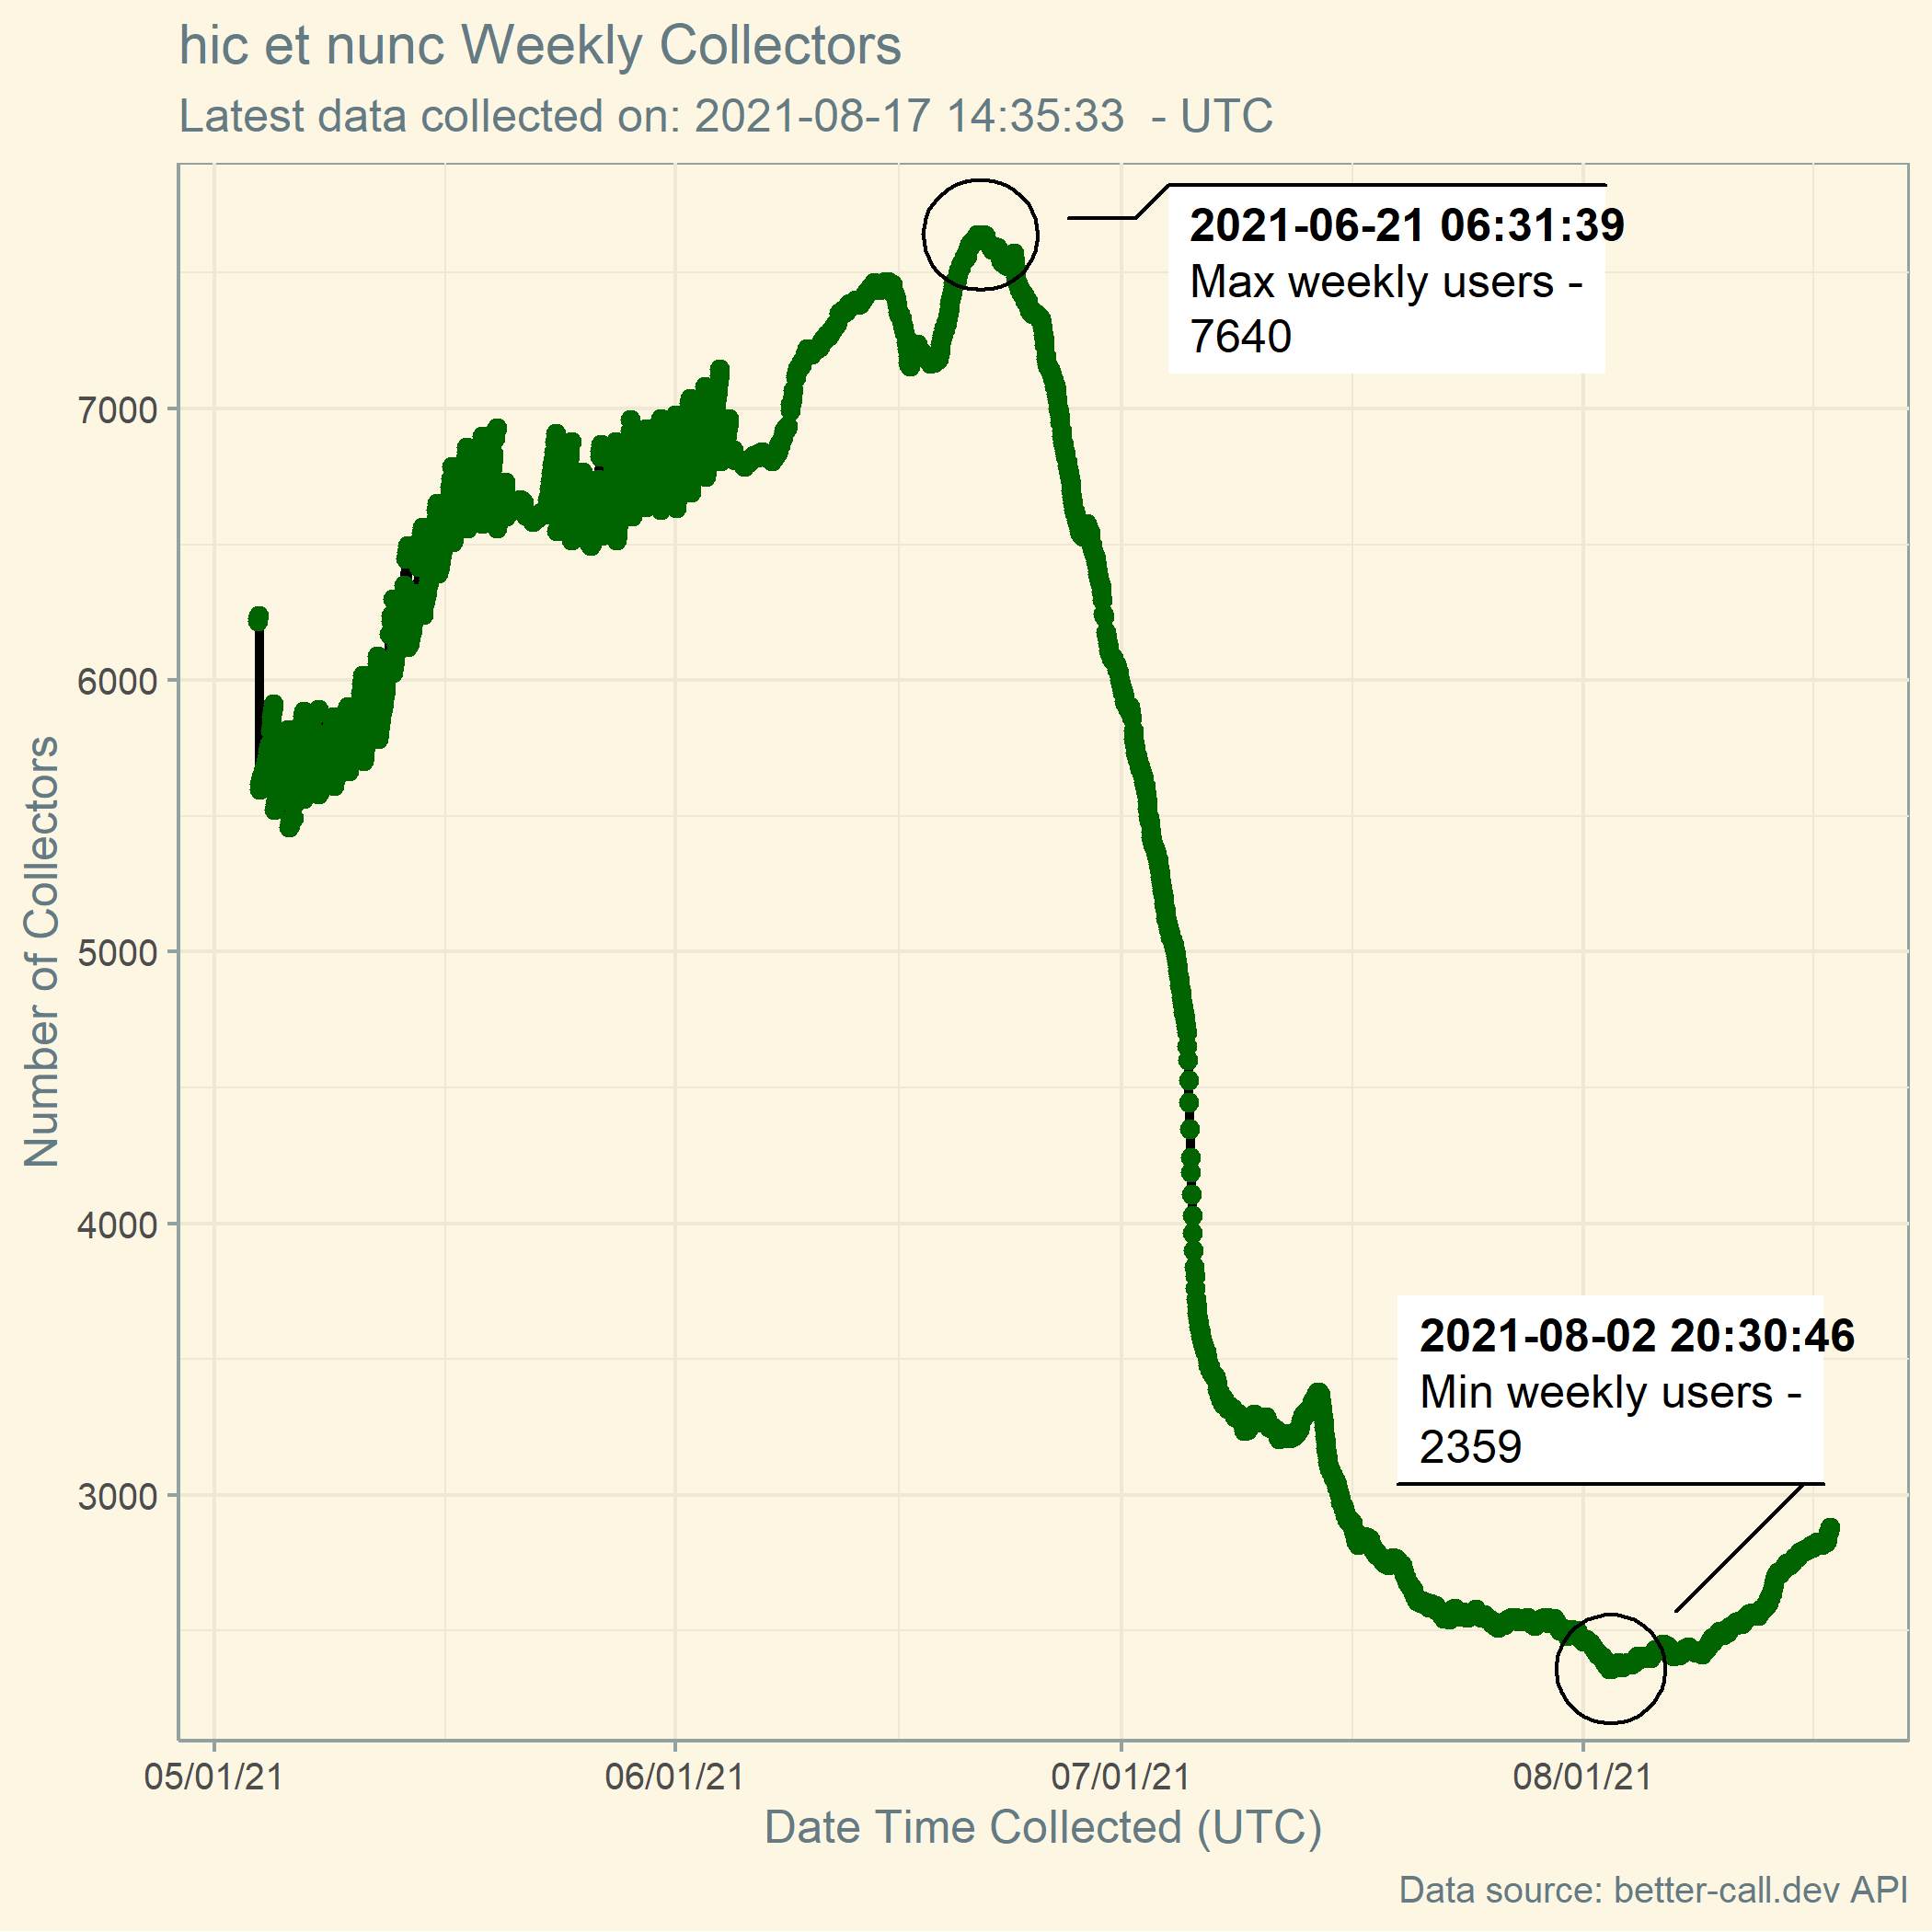 hic et nunc Weekly Collectors
Latest data collected on: 2021-08-17 14:35:33  - UTC
2021-06-21 06:31:39
Max weekly users -
7640
7000
6000
5000
4000
3000
Number of Collectors
2021-08-02 20:30:46
Min weekly users -
2359
05/01/21 06/01/21 07/01/21 08/01/21
Date Time Collected (UTC)
Data source: better-call.dev API